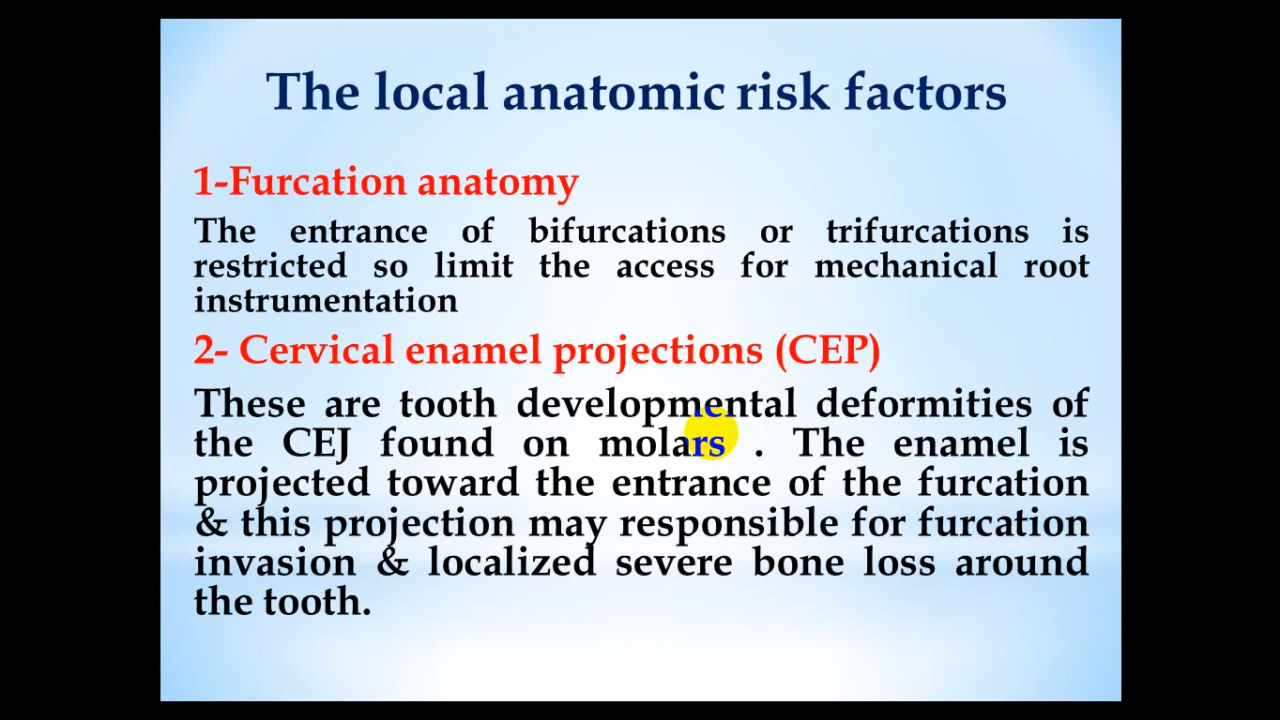 The local anatomic risk factors
1-Furcation anatomy
The entrance of bifurcations or trifurcations is
restricted so limit the access for mechanical root
instrumentation
2- Cervical enamel projections (CEP)
These are tooth developmental deformities of
the CEJ found on molars . The enamel is
projected toward the entrance of the furcation
& this projection may responsible for furcation
invasion & localized severe bone loss around
the tooth.